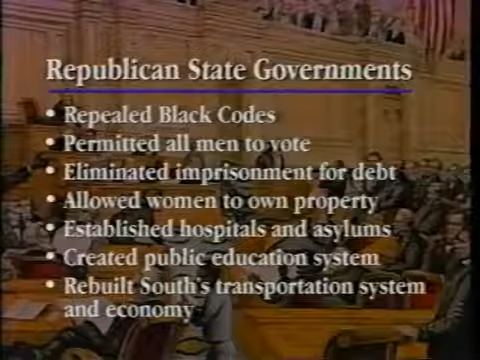 Republican State Governments
• Repealed Black Codes
• Permitted all men to vote
• Eliminated imprisonment for debt
• Allowed women to own property
• Established hospitals and asylums
• Created public education system
• Rebuilt South's transportation system
and economy